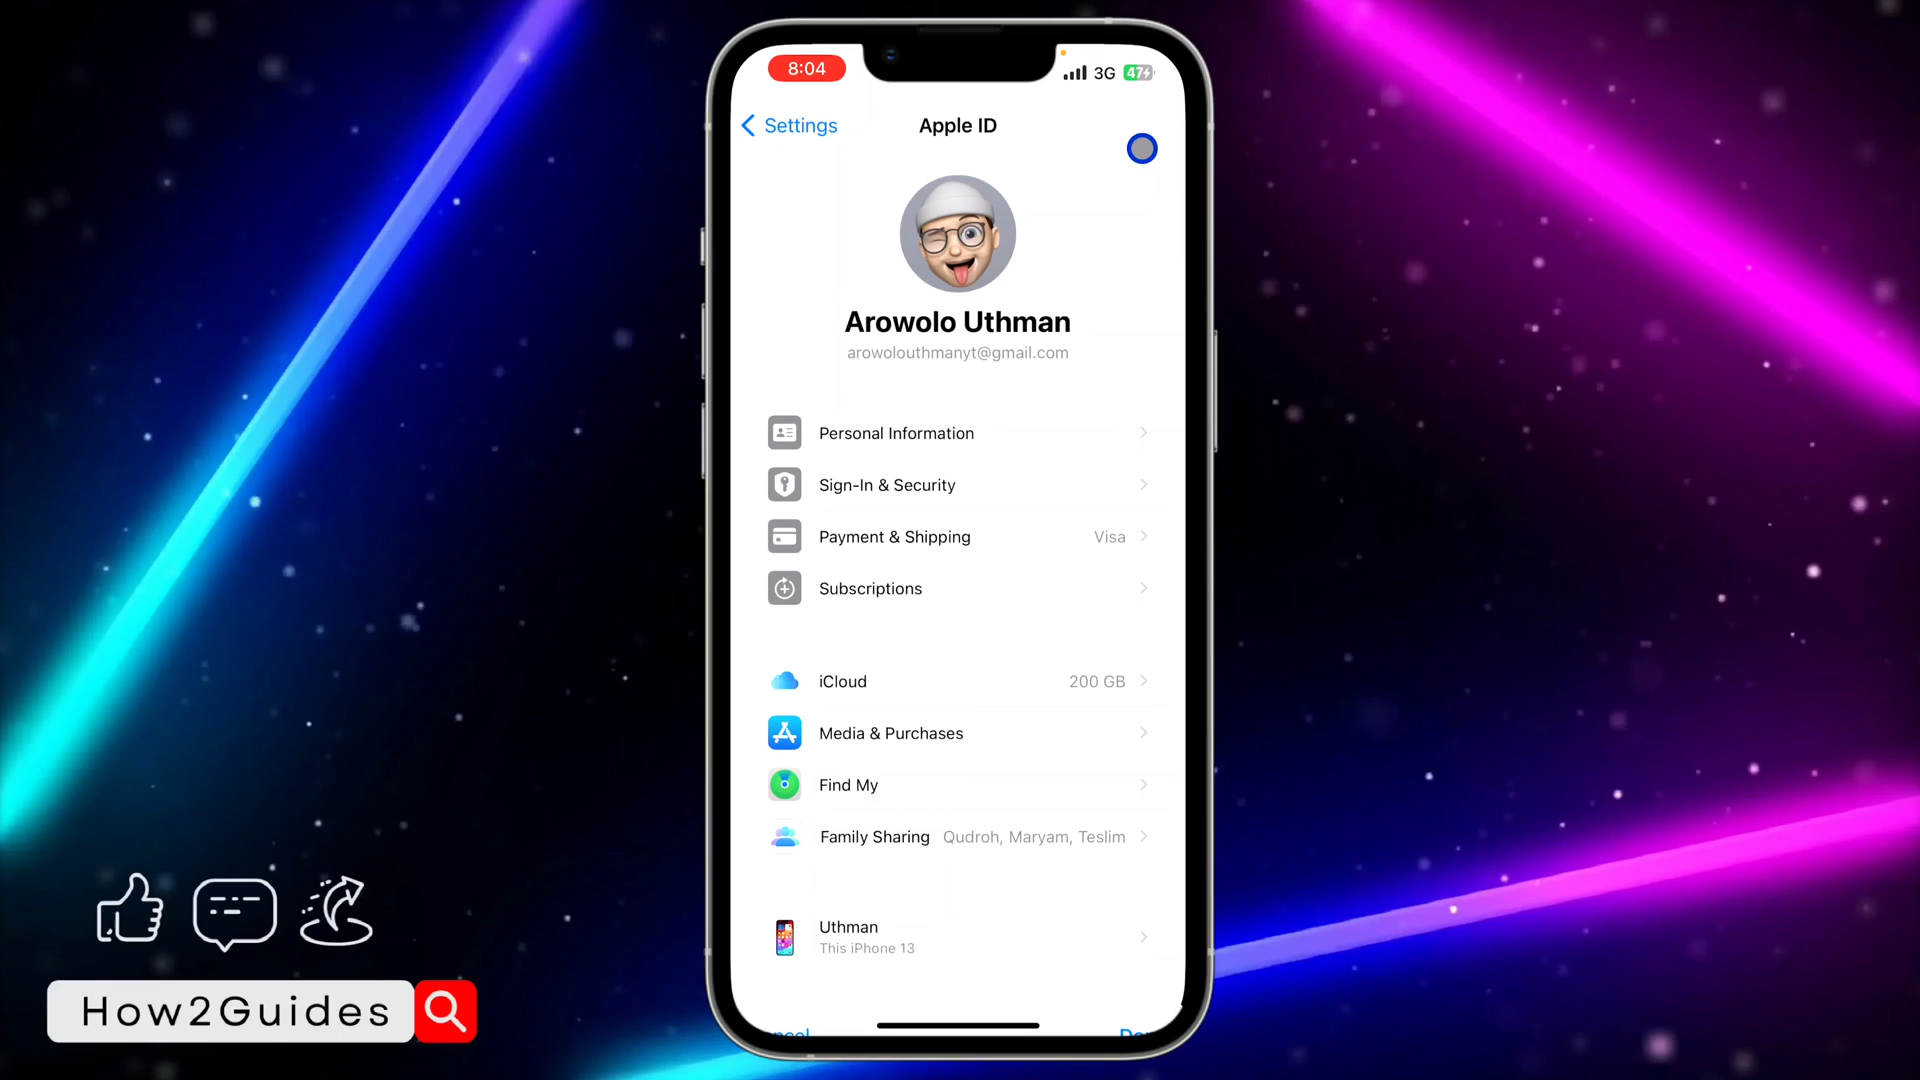 8:04
3G 47
Settings
Apple ID
Arowolo Uthman
arowolouthmanyt@gmail.com
Personal Information
Sign-In & Security
Payment & Shipping Visa
Subscriptions
iCloud 200 GB
Media & Purchases
Find My
Family Sharing Qudroh, Maryam, Teslim
Uthman
This iPhone 13
How2Guides